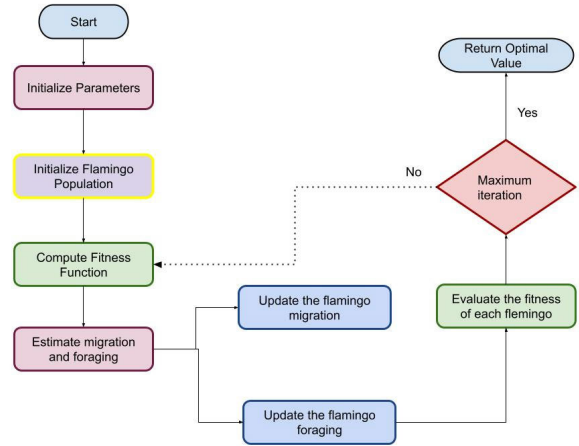 Start
Initialize Parameters
Initialize Flamingo
Population
Compute Fitness
Function
Estimate migration
and foraging
Update the flamingo
migration
Update the flamingo
foraging
Evaluate the fitness
of each flemingo
Maximum
iteration
No
Yes
Return Optimal
Value